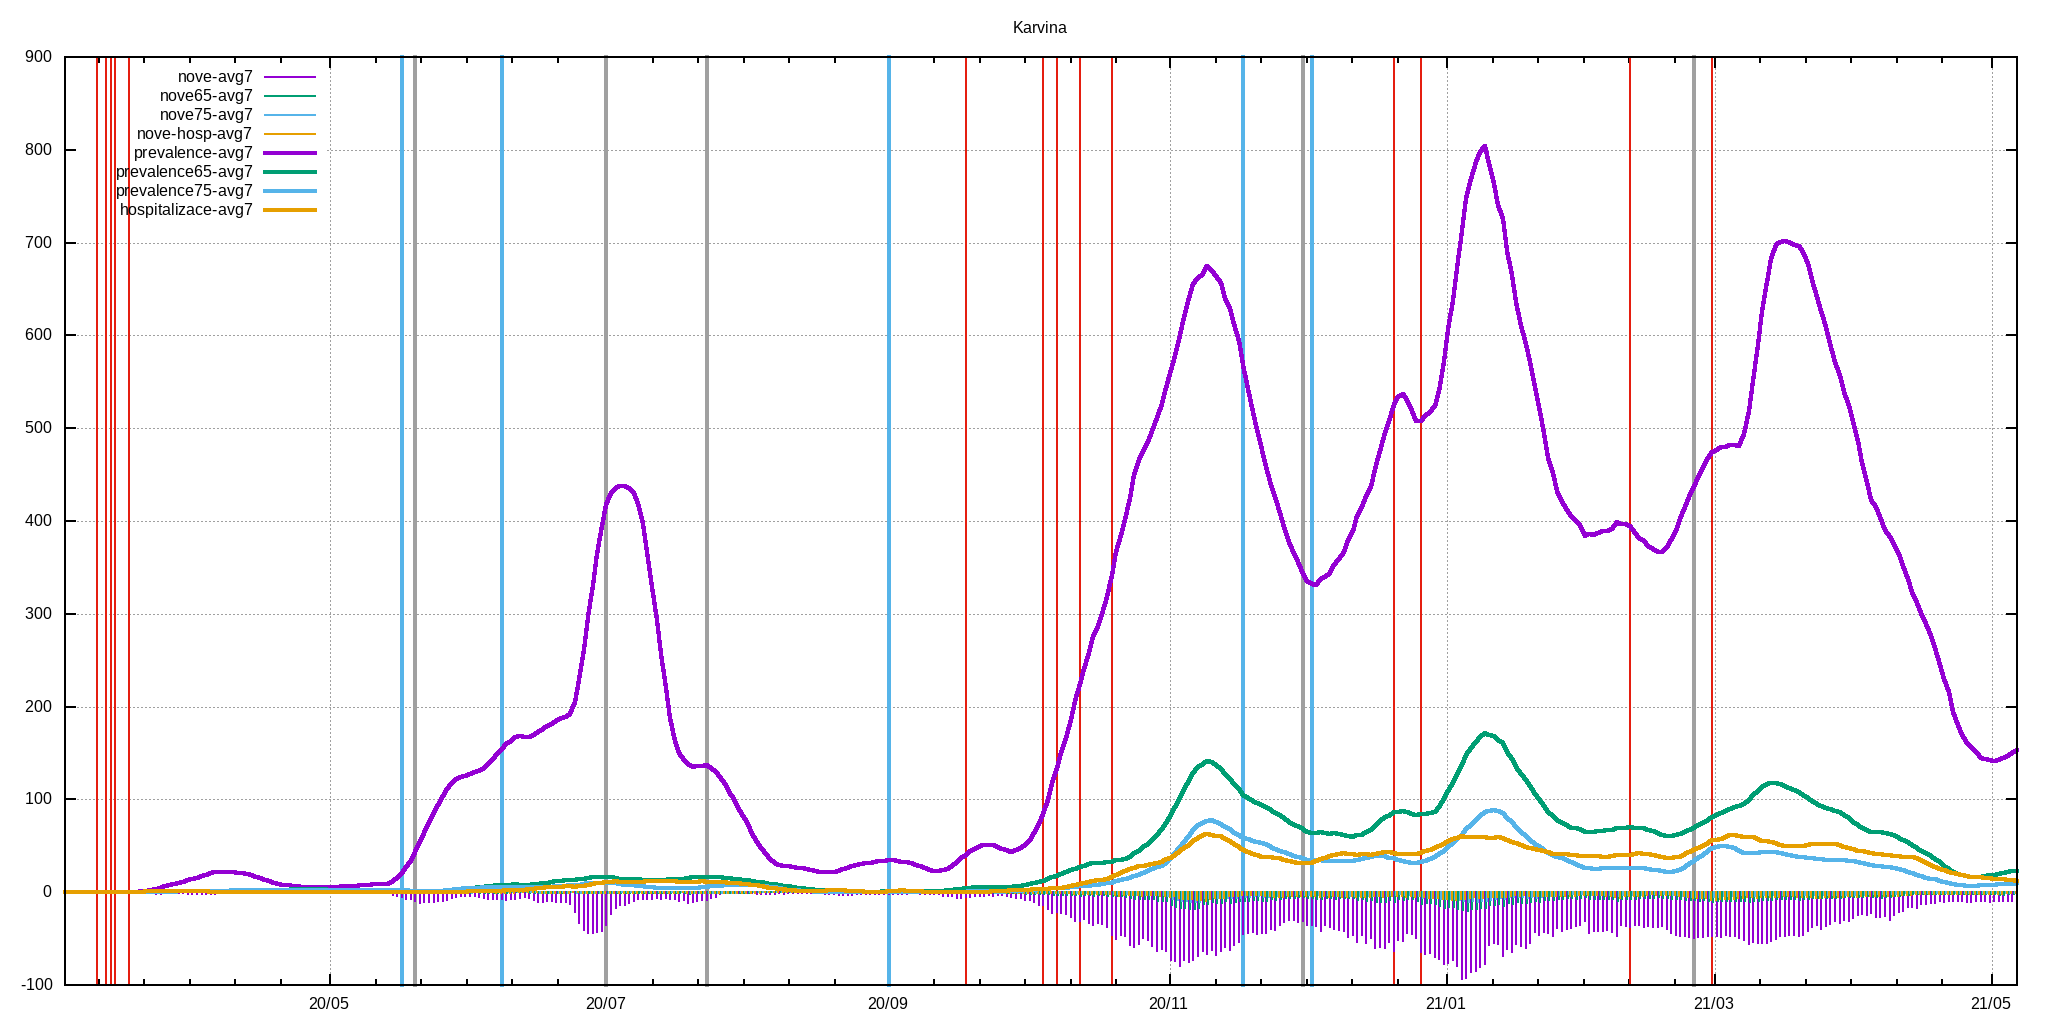 Karvina
900
800
700
600
500
400
300
200
100
0
-100
nove-avg7
nove65-avg7
nove75-avg7
nove-hosp-avg7
prevalence-avg7
prevalence65-avg7
prevalence75-avg7
hospitalizace-avg7
20/05 20/07 20/09 20/11 21/01 21/03 21/05